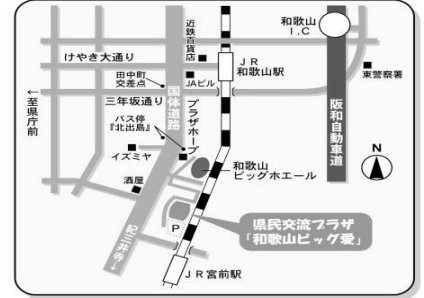 和歌山
I.C
近鉄百貨店
けやき大通り
JR
和歌山駅
田中町
交差点
JAビル
東警察署
←至県庁前
三年坂通り
国体道路
プラザホープ
阪和自動車道
バス停
『北出島』
イズミヤ
N
和歌山
ビッグホエール
酒屋
P
県民交流プラザ
「和歌山ビッグ愛」
紀三井寺↓
JR宮前駅